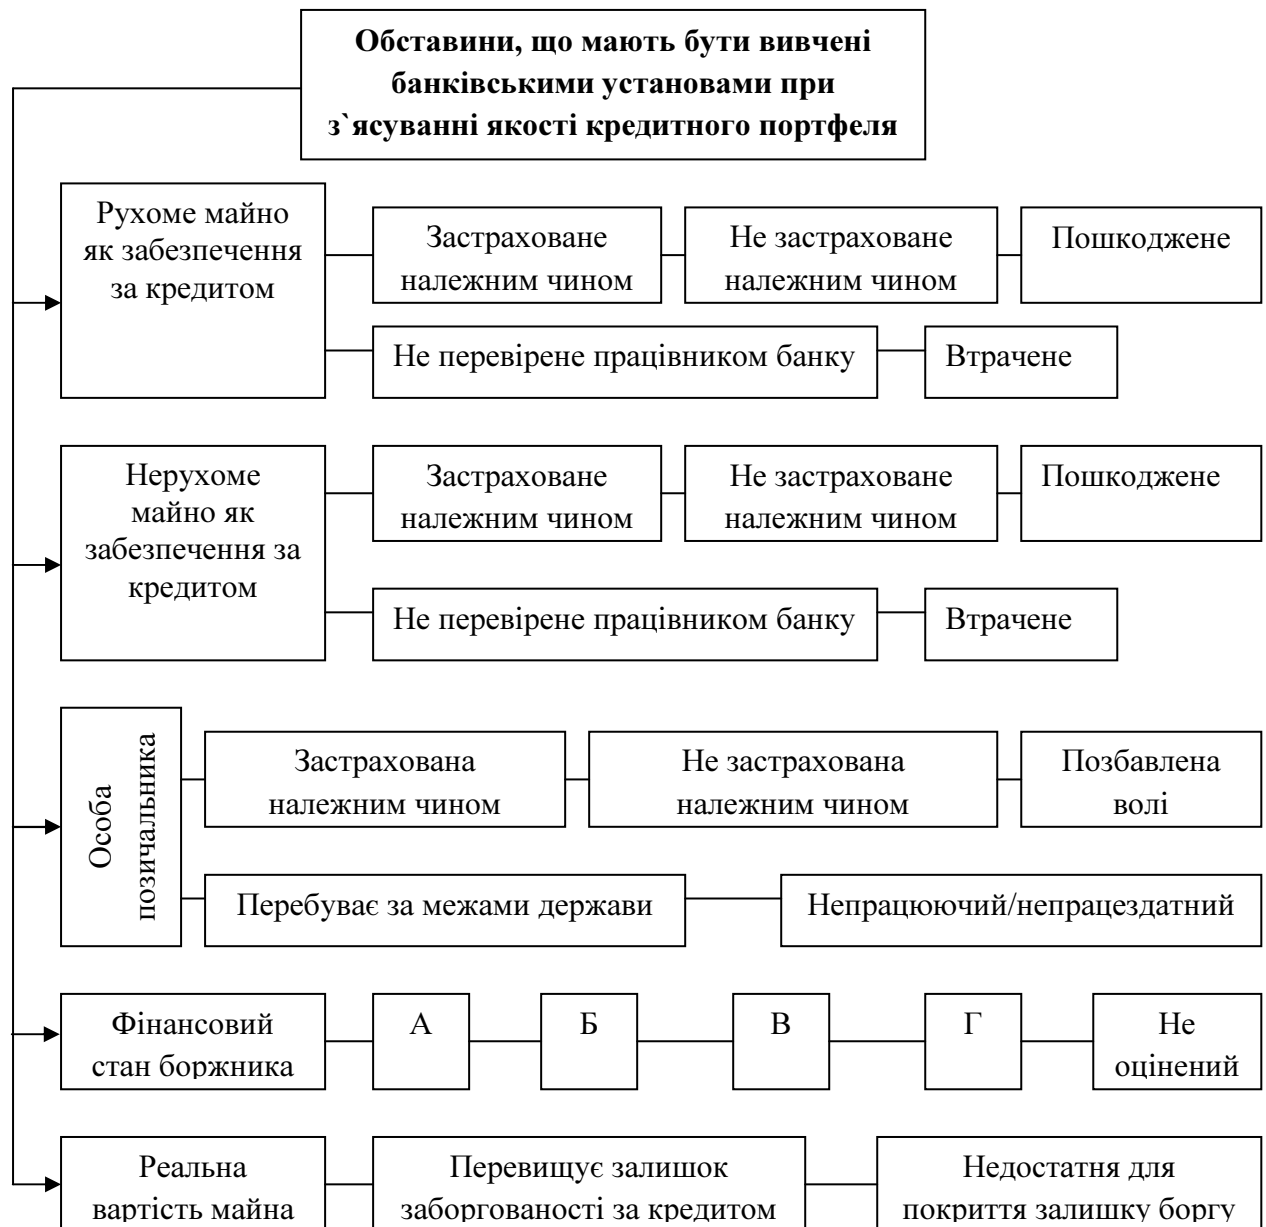 Обставини, що мають бути вивчені
банківськими установами при
з`ясуванні якості кредитного портфеля
Рухоме майно
як забезпечення
за кредитом
Застраховане
належним чином
Не застраховане
належним чином
Пошкоджене
Не перевірене працівником банку
Втрачене
Нерухоме
майно як
забезпечення за
кредитом
Застраховане
належним чином
Не застраховане
належним чином
Пошкоджене
Не перевірене працівником банку
Втрачене
Особа
позичальника
Застрахована
належним чином
Не застрахована
належним чином
Позбавлена
волі
Перебуває за межами держави
Непрацюючий/непрацездатний
Фінансовий
стан боржника
А
Б
В
Г
Не
оцінений
Реальна
вартість майна
Перевищує залишок
заборгованості за кредитом
Недостатня для
покриття залишку боргу